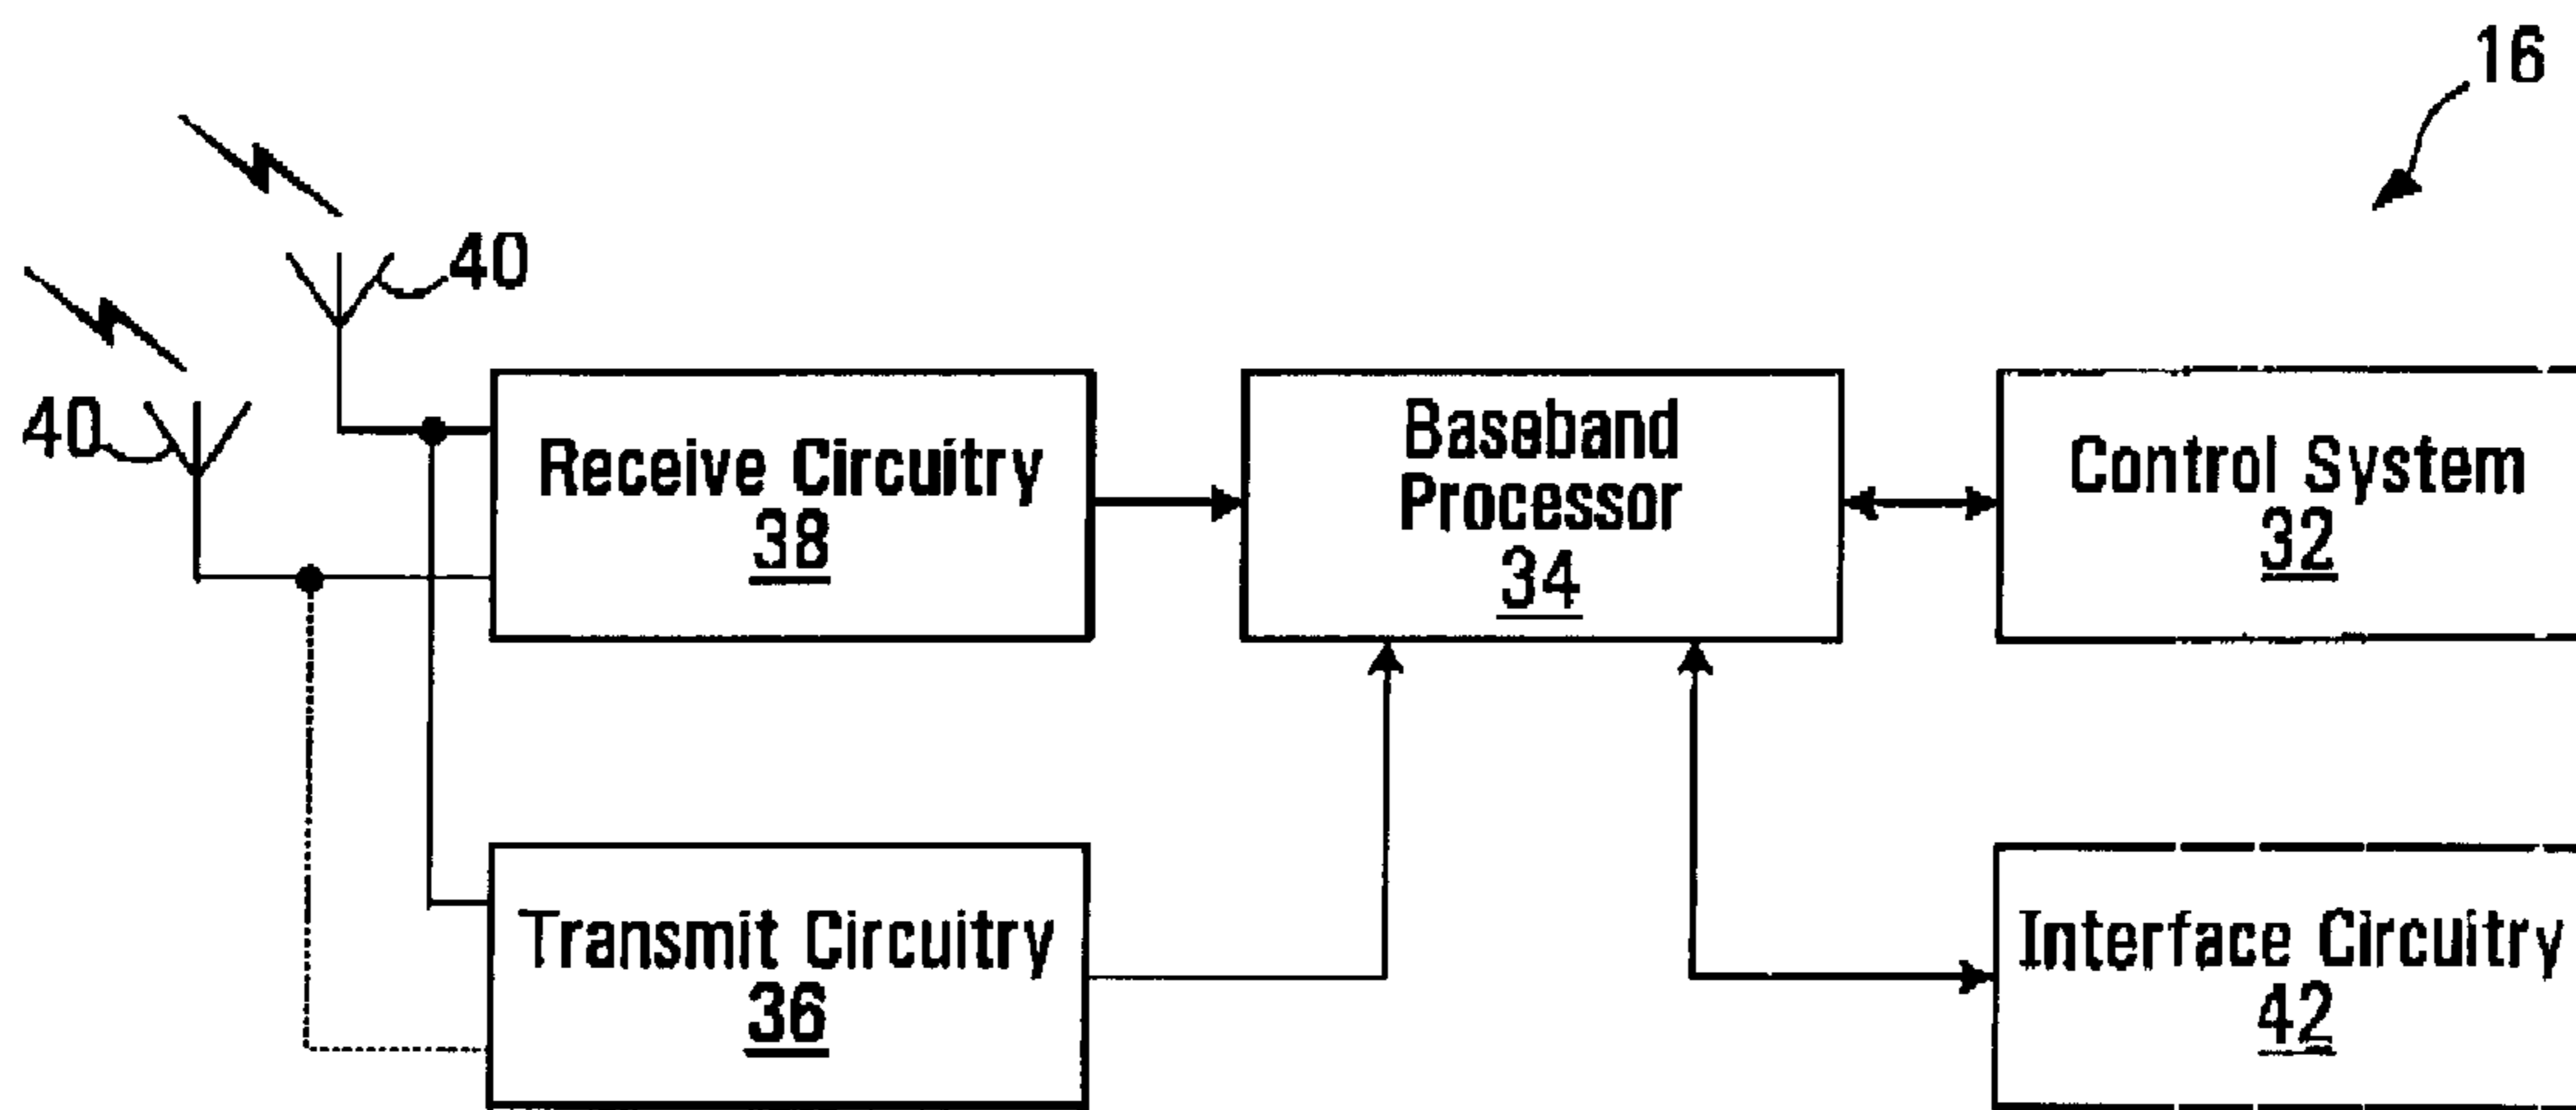 16
40
40
Receive Circuitry
38
Baseband
Processor
34
Control System
32
Transmit Circuitry
36
Interface Circuitry
42